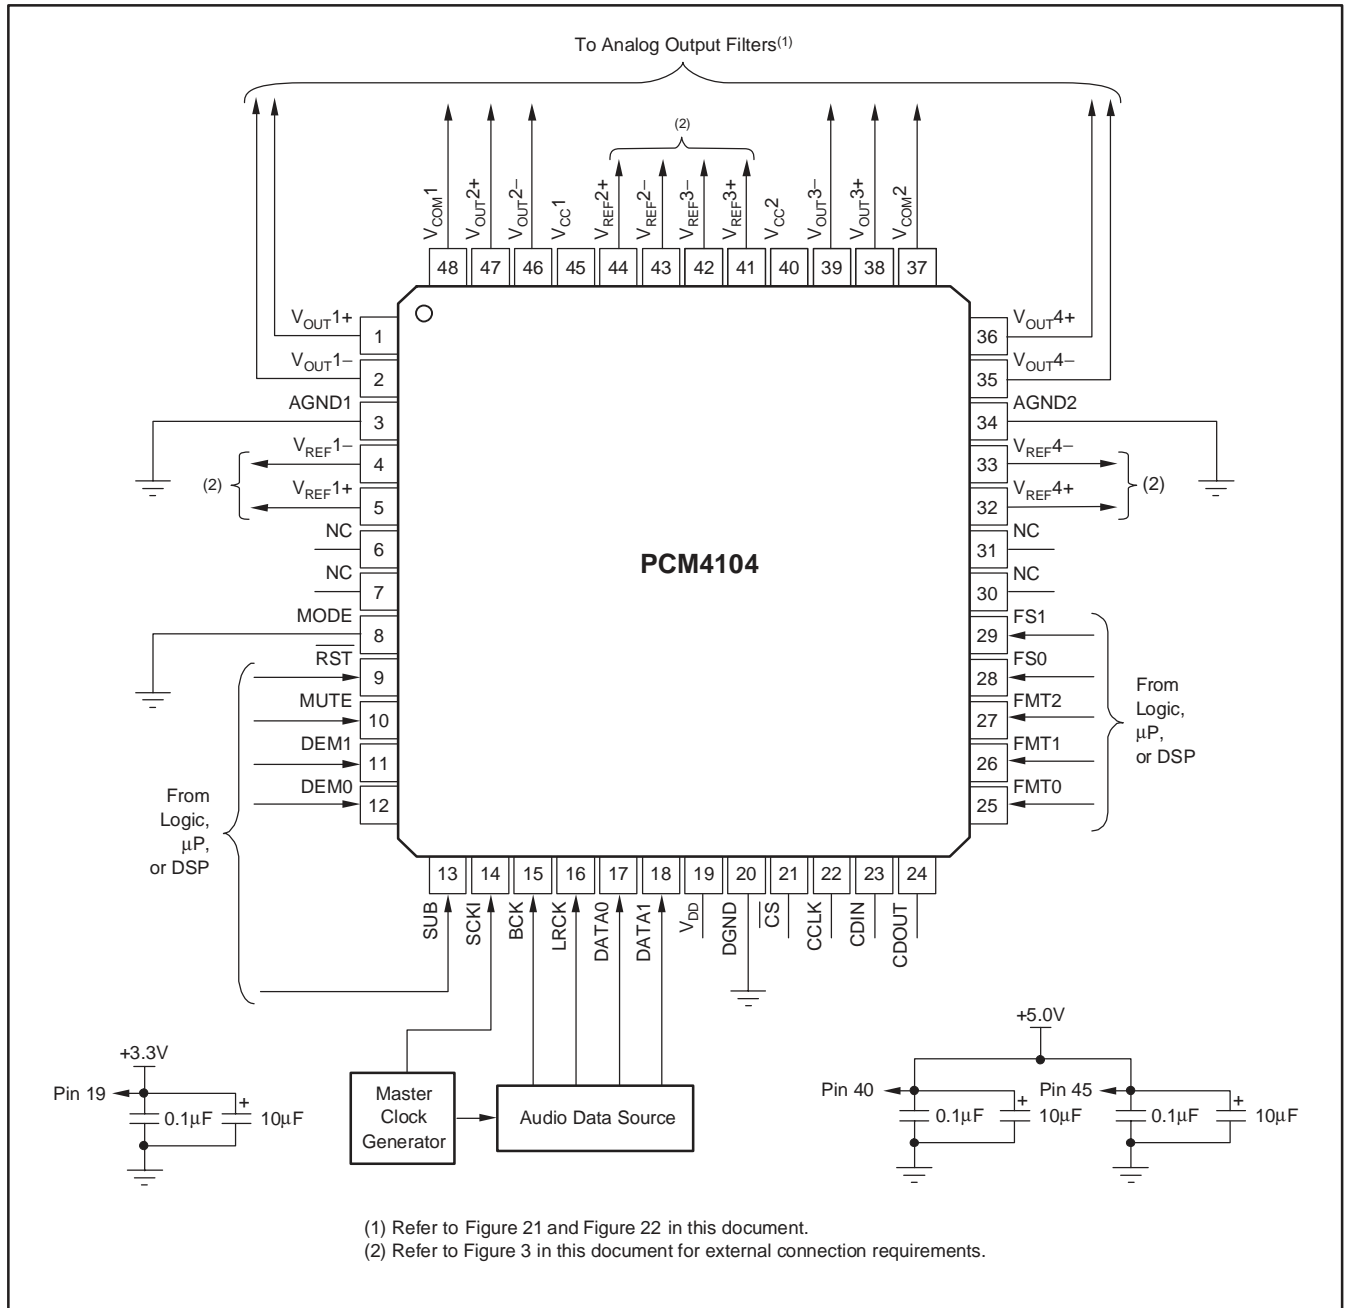 To Analog Output Filters(1)
(2)
VCOM1
VOUT2+
VOUT2–
VCC1
VREF2+
VREF2–
VREF3–
VREF3+
VCC2
VOUT3–
VOUT3+
VCOM2
48 47 46 45 44 43 42 41 40 39 38 37
VOUT1+ 1
VOUT1– 2
AGND1 3
VREF1– 4
(2)
VREF1+ 5
NC 6
NC 7
MODE 8
RST 9
MUTE 10
DEM1 11
DEM0 12
From
Logic,
µP,
or DSP
PCM4104
36 VOUT4+
35 VOUT4–
34 AGND2
33 VREF4–
(2)
32 VREF4+
31 NC
30 NC
29 FS1
28 FS0
27 FMT2
26 FMT1
25 FMT0
From
Logic,
µP,
or DSP
13 14 15 16 17 18 19 20 21 22 23 24
SUB
SCKI
BCK
LRCK
DATA0
DATA1
VDD
DGND
CS
CCLK
CDIN
CDOUT
+3.3V
Pin 19
0.1µF
+
10µF
Master
Clock
Generator
Audio Data Source
+5.0V
Pin 40
0.1µF
+
10µF
Pin 45
0.1µF
+
10µF
(1) Refer to Figure 21 and Figure 22 in this document.
(2) Refer to Figure 3 in this document for external connection requirements.